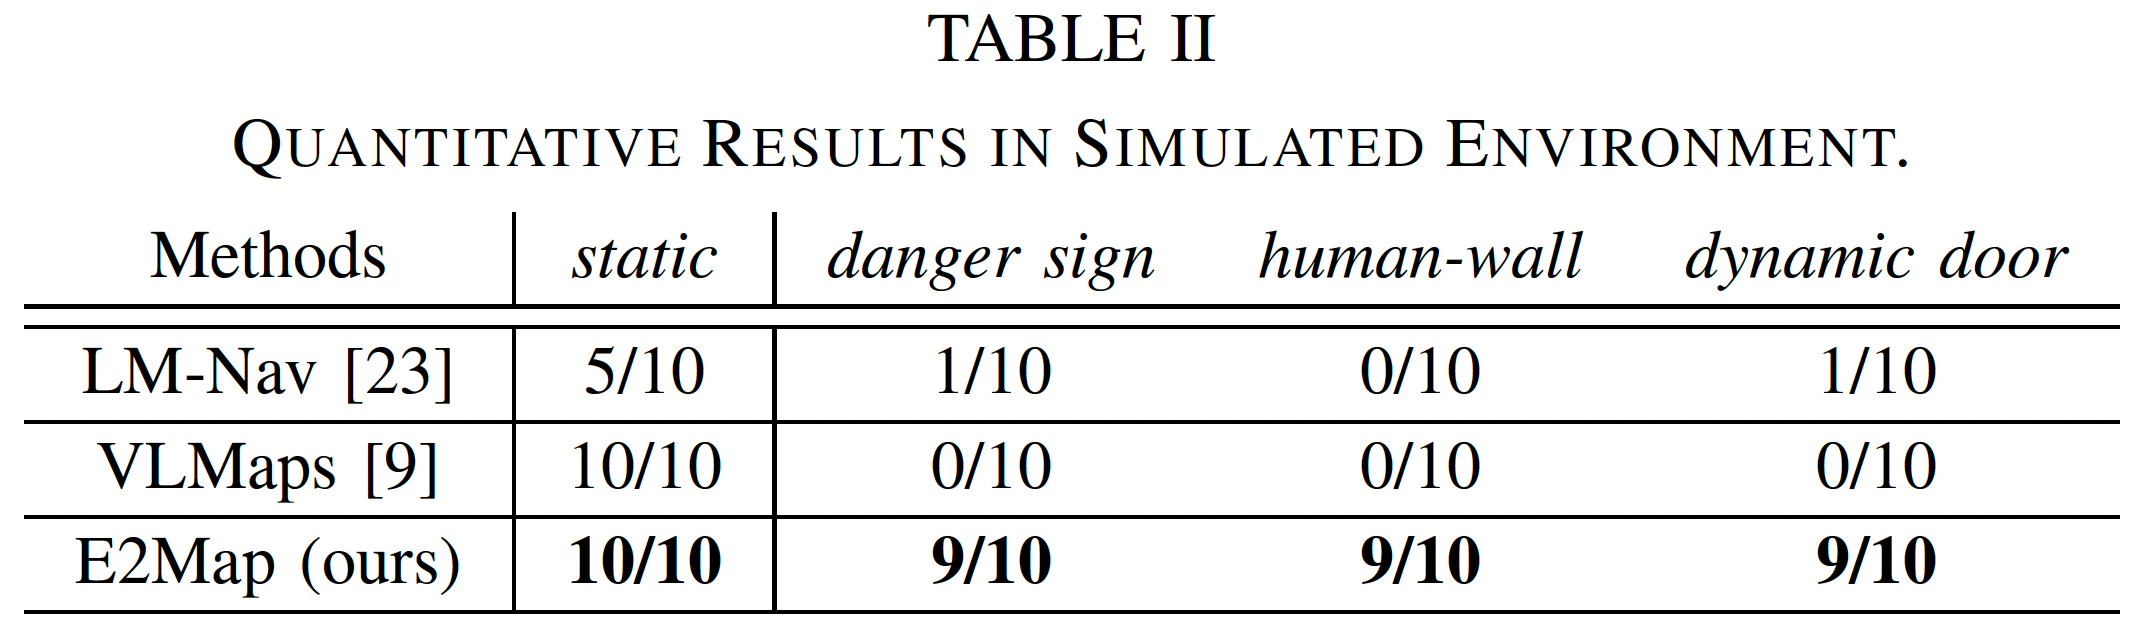 TABLE II
QUANTITATIVE RESULTS IN SIMULATED ENVIRONMENT.
Methods static danger sign human-wall dynamic door
LM-Nav [23] 5/10 1/10 0/10 1/10
VLMaps [9] 10/10 0/10 0/10 0/10
E2Map (ours) 10/10 9/10 9/10 9/10